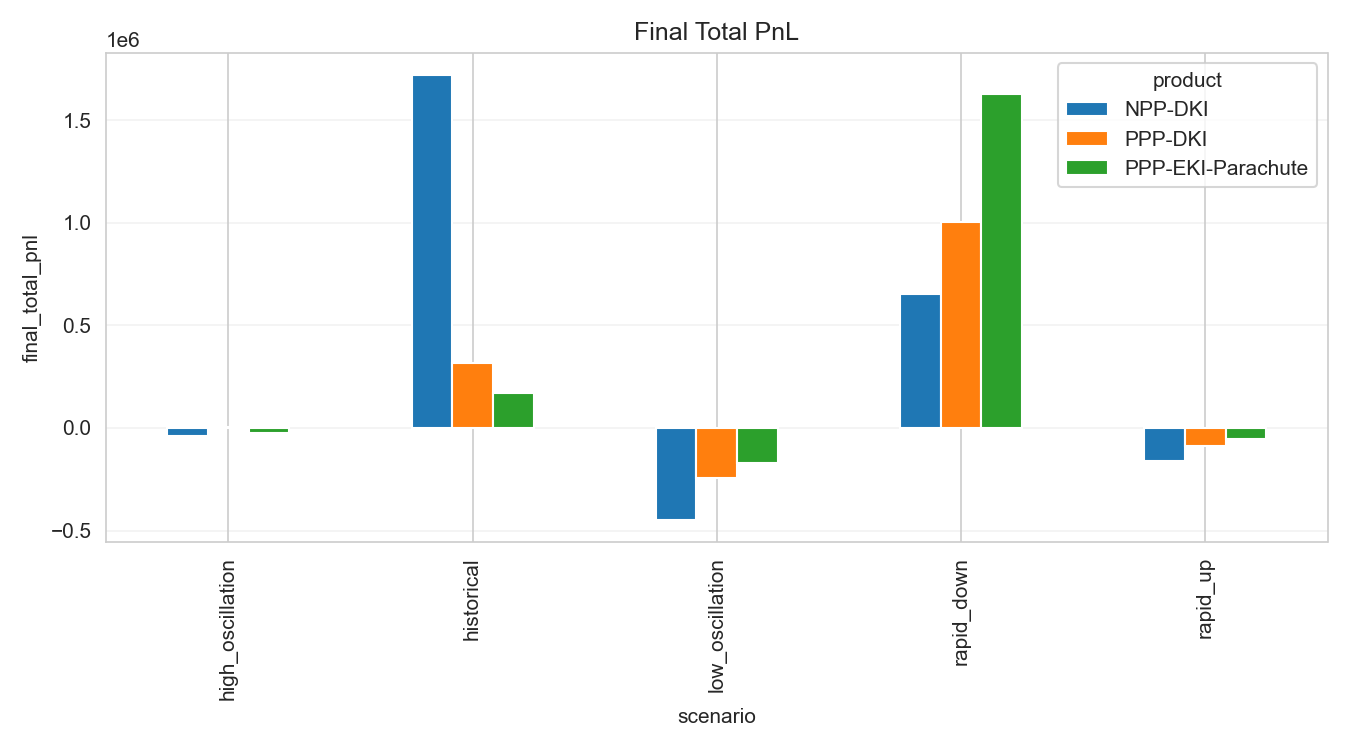 Final Total PnL
1e6
product
NPP-DKI
PPP-DKI
PPP-EKI-Parachute
1.5
1.0
0.5
0.0
−0.5
final_total_pnl
high_oscillation
historical
low_oscillation
rapid_down
rapid_up
scenario